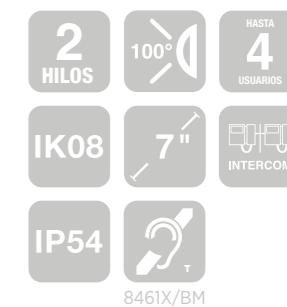 2
HILOS
100°
HASTA
4
USUARIOS
IK08
7"
INTERCOM
IP54
T
8461X/BM